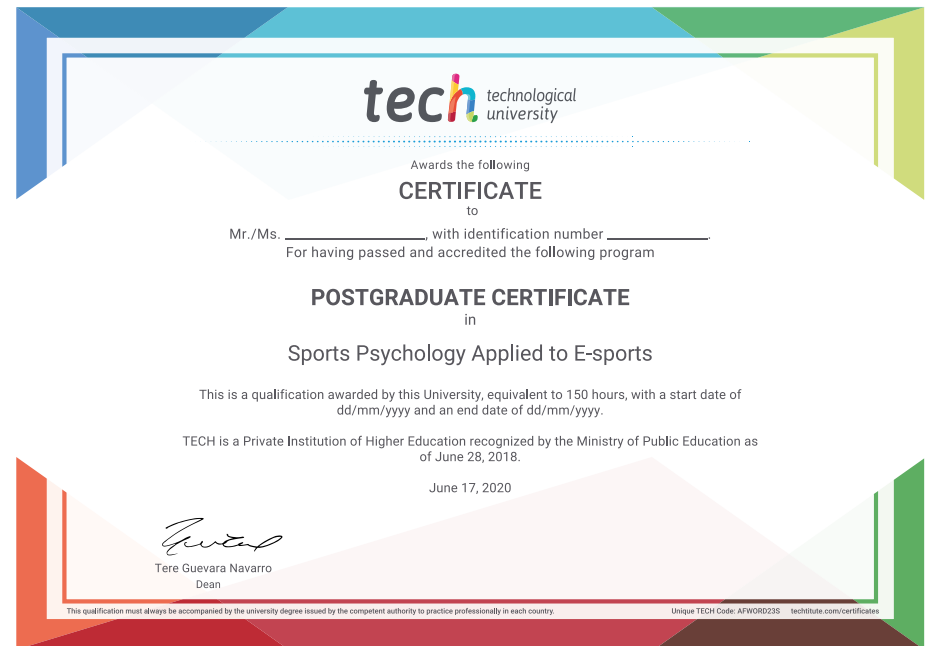 tech technological
university
Awards the following
CERTIFICATE
to
Mr./Ms. ____________________, with identification number ______________.
For having passed and accredited the following program
POSTGRADUATE CERTIFICATE
in
Sports Psychology Applied to E-sports
This is a qualification awarded by this University, equivalent to 150 hours, with a start date of
dd/mm/yyyy and an end date of dd/mm/yyyy.
TECH is a Private Institution of Higher Education recognized by the Ministry of Public Education as
of June 28, 2018.
June 17, 2020
Tere Guevara Navarro
Dean
This qualification must always be accompanied by the university degree issued by the competent authority to practice professionally in each country. Unique TECH Code: AFWORD23S techtitute.com/certificates